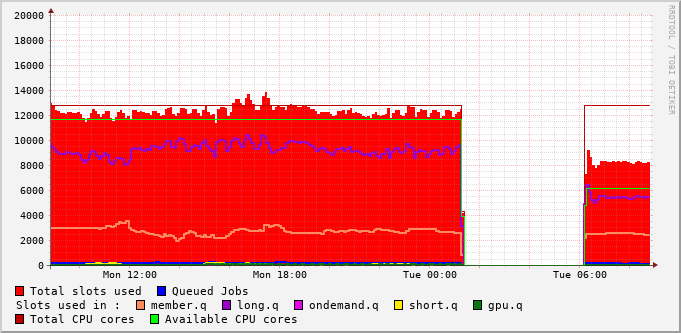 RRDTOOL / TOBI OETIKER
20000
18000
16000
14000
12000
10000
8000
6000
4000
2000
0
Mon 12:00 Mon 18:00 Tue 00:00 Tue 06:00
Total slots used Queued Jobs
Slots used in : member.q long.q ondemand.q short.q gpu.q
Total CPU cores Available CPU cores